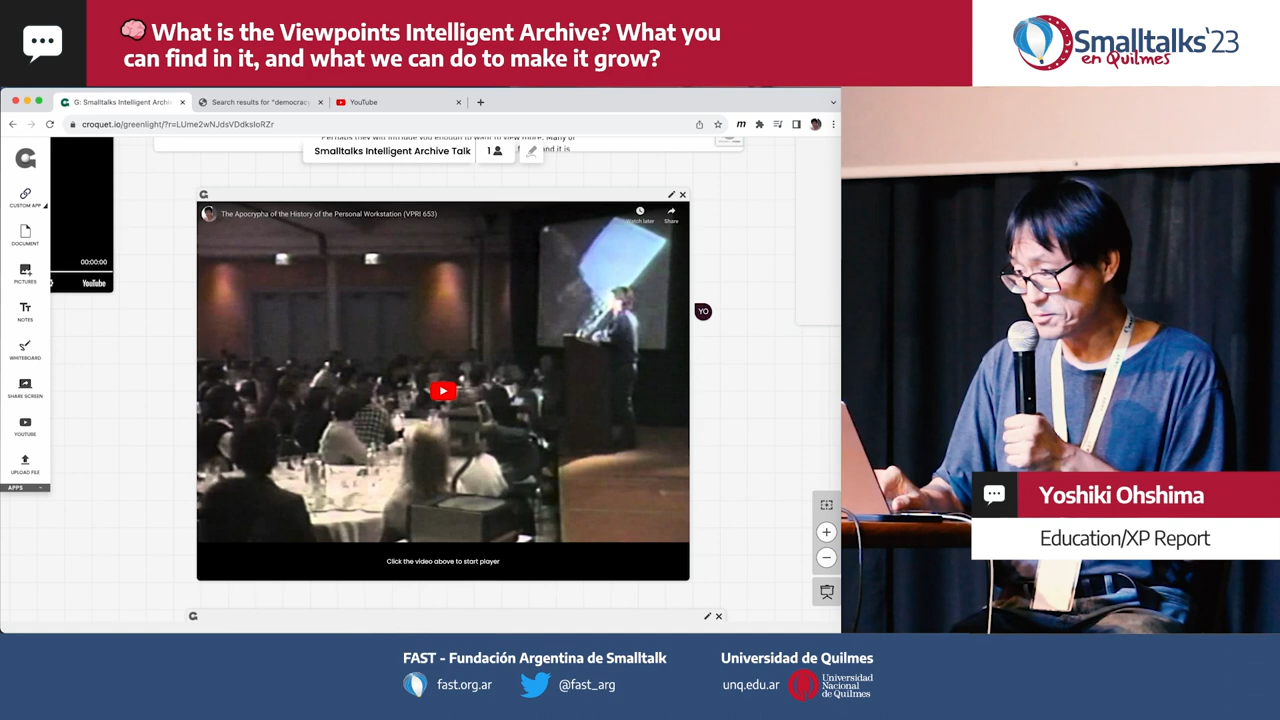 What is the Viewpoints Intelligent Archive? What you
can find in it, and what we can do to make it grow?
Smalltalks'23
en Quilmes
G: Smalltalks Intelligent Archi
Search results for "democracy
YouTube
croquet.io/greenlight/?r=LUme2wNJdsVDdksIoRZr
Smalltalks Intelligent Archive Talk
1
CUSTOM APP
DOCUMENT
PICTURES
NOTES
WHITEBOARD
SHARE SCREEN
YOUTUBE
UPLOAD FILE
APPS
00:00:00
YouTube
The Apocrypha of the History of the Personal Workstation (VPRI 653)
Watch later
Share
YO
Click the video above to start player
Yoshiki Ohshima
Education/XP Report
FAST - Fundación Argentina de Smalltalk
fast.org.ar
@fast_arg
Universidad de Quilmes
unq.edu.ar
Universidad
Nacional
de Quilmes